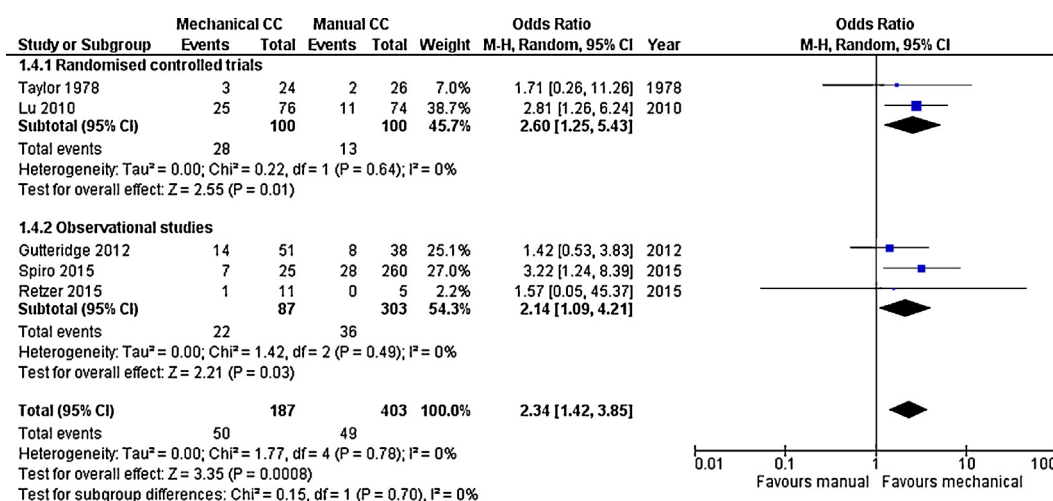 Mechanical CC Manual CC Odds Ratio Odds Ratio
Study or Subgroup Events Total Events Total Weight M-H, Random, 95% CI Year M-H, Random, 95% CI
1.4.1 Randomised controlled trials
Taylor 1978 3 24 2 26 7.0% 1.71 [0.26, 11.26] 1978
Lu 2010 25 76 11 74 38.7% 2.81 [1.26, 6.24] 2010
Subtotal (95% CI) 100 100 45.7% 2.60 [1.25, 5.43]
Total events 28 13
Heterogeneity: Tau² = 0.00; Chi² = 0.22, df = 1 (P = 0.64); I² = 0%
Test for overall effect: Z = 2.55 (P = 0.01)
1.4.2 Observational studies
Gutteridge 2012 14 51 8 38 25.1% 1.42 [0.53, 3.83] 2012
Spiro 2015 7 25 28 260 27.0% 3.22 [1.24, 8.39] 2015
Retzer 2015 1 11 0 5 2.2% 1.57 [0.05, 45.37] 2015
Subtotal (95% CI) 87 303 54.3% 2.14 [1.09, 4.21]
Total events 22 36
Heterogeneity: Tau² = 0.00; Chi² = 1.42, df = 2 (P = 0.49); I² = 0%
Test for overall effect: Z = 2.21 (P = 0.03)
Total (95% CI) 187 403 100.0% 2.34 [1.42, 3.85]
Total events 50 49
Heterogeneity: Tau² = 0.00; Chi² = 1.77, df = 4 (P = 0.78); I² = 0%
Test for overall effect: Z = 3.35 (P = 0.0008)
Test for subgroup differences: Chi² = 0.15, df = 1 (P = 0.70), I² = 0%
0.01 0.1 1 10 100
Favours manual Favours mechanical